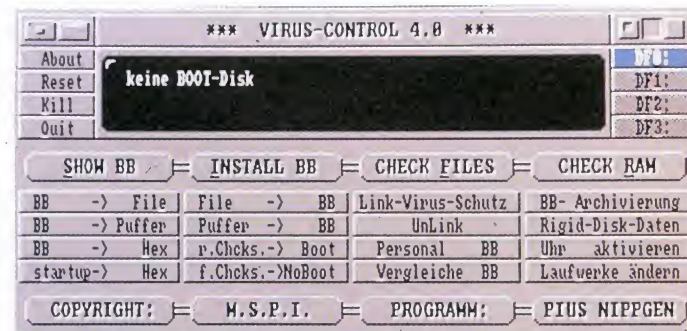 *** VIRUS-CONTROL 4.0 ***
About
Reset
Kill
Quit
keine BOOT-Disk
DF0:
DF1:
DF2:
DF3:
SHOW BB INSTALL BB CHECK FILES CHECK RAM
BB -> File File -> BB Link-Virus-Schutz BB- Archivierung
BB -> Puffer Puffer -> BB UnLink Rigid-Disk-Daten
BB -> Hex r.Chcks.-> Boot Personal BB Uhr aktivieren
startup-> Hex f.Chcks.->NoBoot Vergleiche BB Laufwerke ändern
COPYRIGHT: M.S.P.I. PROGRAMM: PIUS NIPPGEN